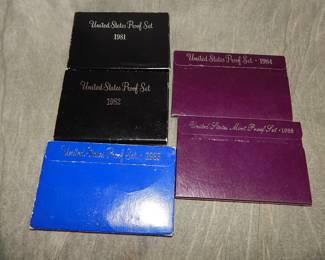 United States Proof Set
1981
United States Proof Set
1982
United States Proof Set · 1983
United States Proof Set · 1984
United States Mint Proof Set · 1988